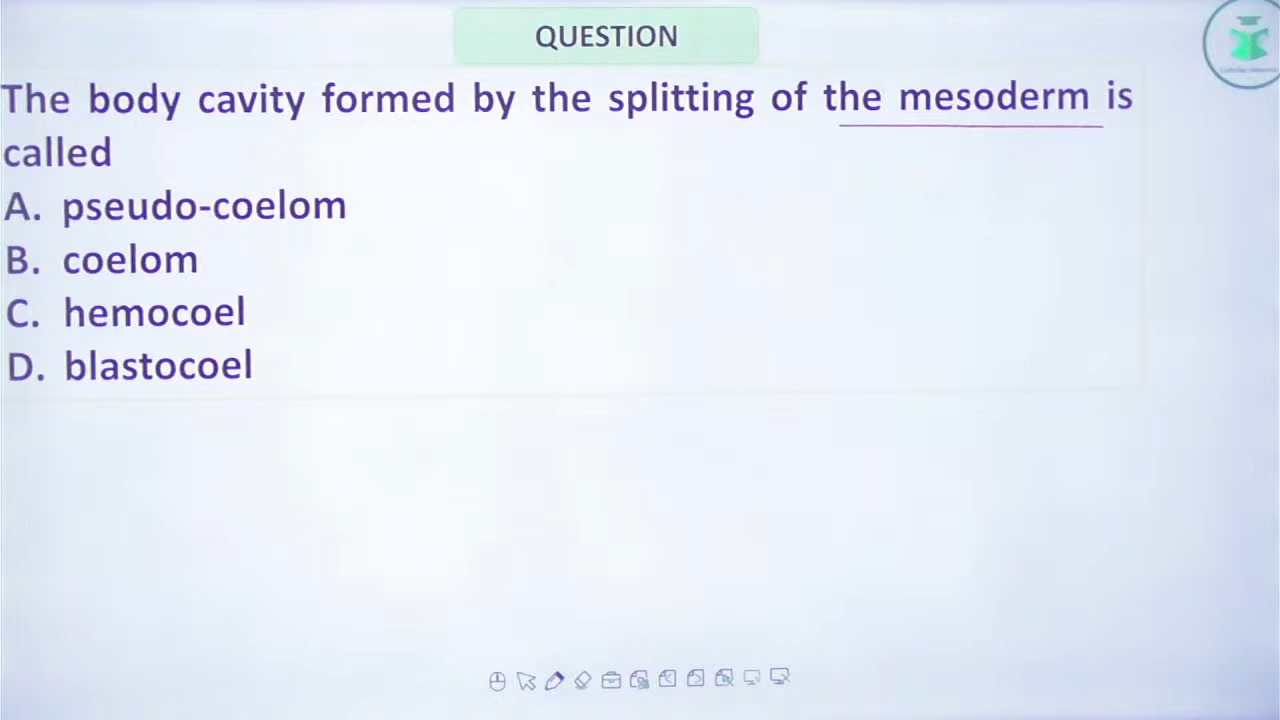 QUESTION
The body cavity formed by the splitting of the mesoderm is
called
A. pseudo-coelom
B. coelom
C. hemocoel
D. blastocoel